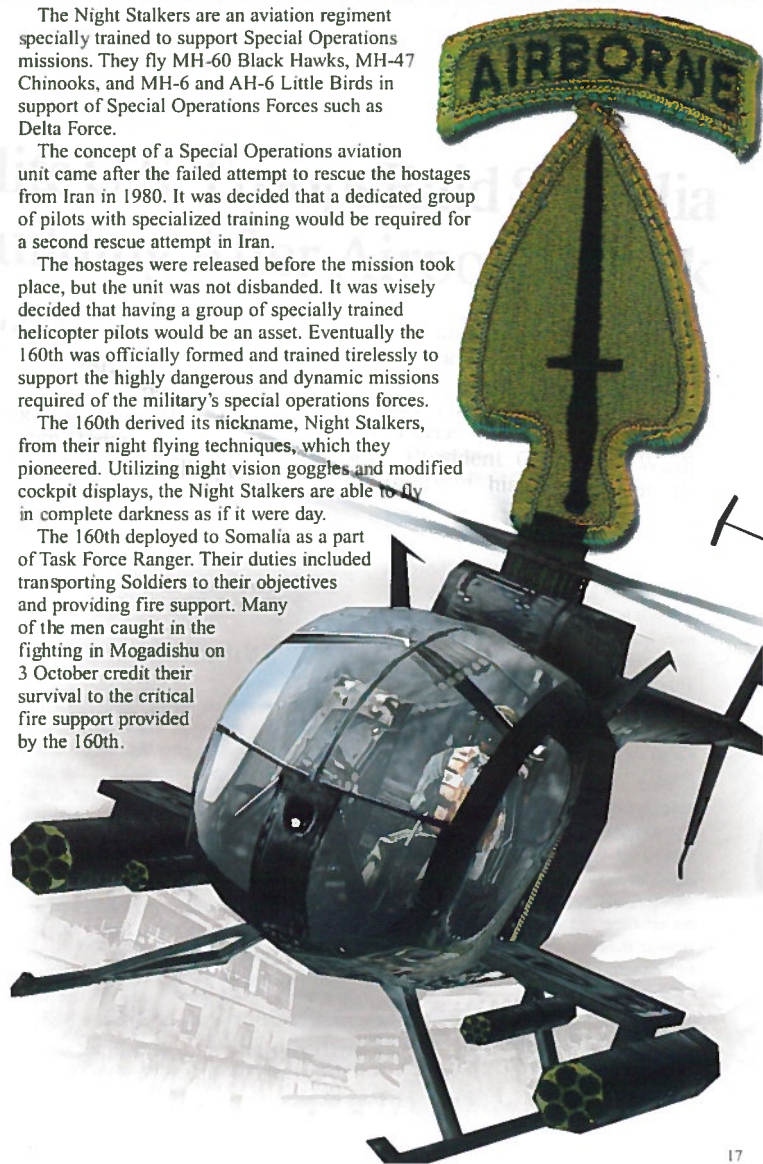 The Night Stalkers are an aviation regiment
specially trained to support Special Operations
missions. They fly MH-60 Black Hawks, MH-47
Chinooks, and MH-6 and AH-6 Little Birds in
support of Special Operations Forces such as
Delta Force.
The concept of a Special Operations aviation
unit came after the failed attempt to rescue the hostages
from Iran in 1980. It was decided that a dedicated group
of pilots with specialized training would be required for
a second rescue attempt in Iran.
The hostages were released before the mission took
place, but the unit was not disbanded. It was wisely
decided that having a group of specially trained
helicopter pilots would be an asset. Eventually the
160th was officially formed and trained tirelessly to
support the highly dangerous and dynamic missions
required of the military's special operations forces.
The 160th derived its nickname, Night Stalkers,
from their night flying techniques, which they
pioneered. Utilizing night vision goggles and modified
cockpit displays, the Night Stalkers are able to fly
in complete darkness as if it were day.
The 160th deployed to Somalia as a part
of Task Force Ranger. Their duties included
transporting Soldiers to their objectives
and providing fire support. Many
of the men caught in the
fighting in Mogadishu on
3 October credit their
survival to the critical
fire support provided
by the 160th.
AIRBORNE
17